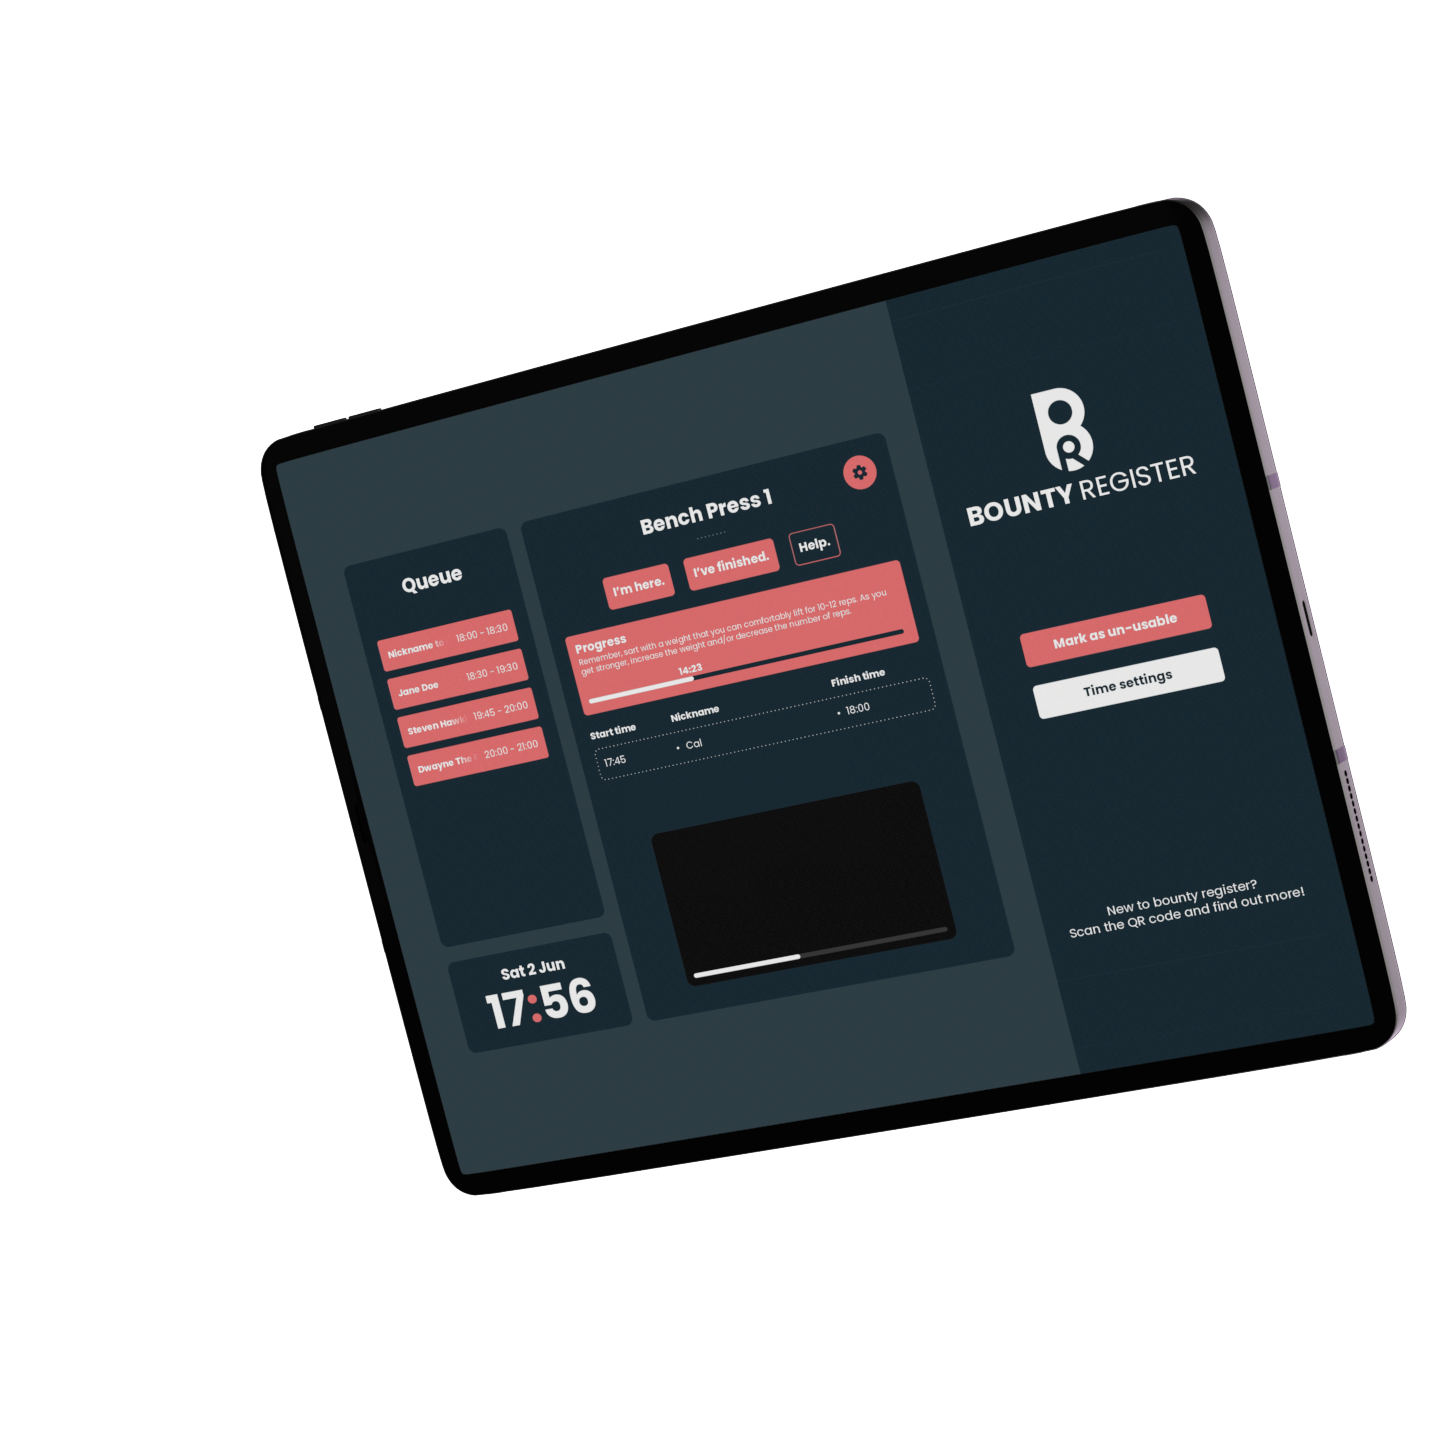 Queue
Nickname to 18:00 - 18:30
Jane Doe 18:30 - 19:30
Steven Hawk 19:45 - 20:00
Dwayne The 20:00 - 21:00
Sat 2 Jun
17:56
Bench Press 1
I'm here. I've finished. Help.
Progress
Remember, sart with a weight that you can comfortably lift for 10-12 reps. As you
get stronger, increase the weight and/or decrease the number of reps.
14:23
Start time Nickname Finish time
17:45 • Cal • 18:00
BR
BOUNTY REGISTER
Mark as un-usable
Time settings
New to bounty register?
Scan the QR code and find out more!